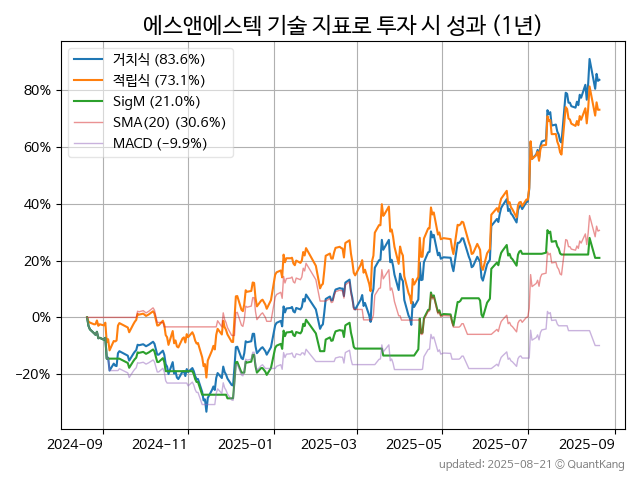 에스앤에스텍 기술 지표로 투자 시 성과 (1년)
거치식 (83.6%)
적립식 (73.1%)
SigM (21.0%)
SMA(20) (30.6%)
MACD (−9.9%)
80%
60%
40%
20%
0%
−20%
2024−09 2024−11 2025−01 2025−03 2025−05 2025−07 2025−09
updated: 2025-08-21 © QuantKang